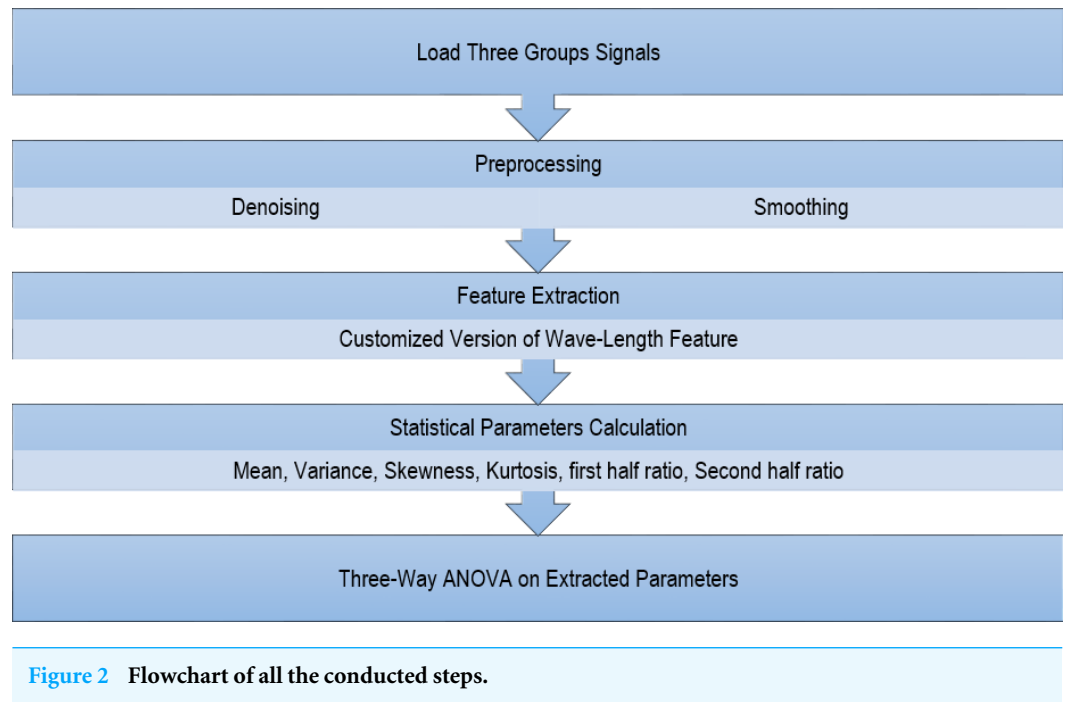 Load Three Groups Signals
Preprocessing
Denoising Smoothing
Feature Extraction
Customized Version of Wave-Length Feature
Statistical Parameters Calculation
Mean, Variance, Skewness, Kurtosis, first half ratio, Second half ratio
Three-Way ANOVA on Extracted Parameters
Figure 2 Flowchart of all the conducted steps.